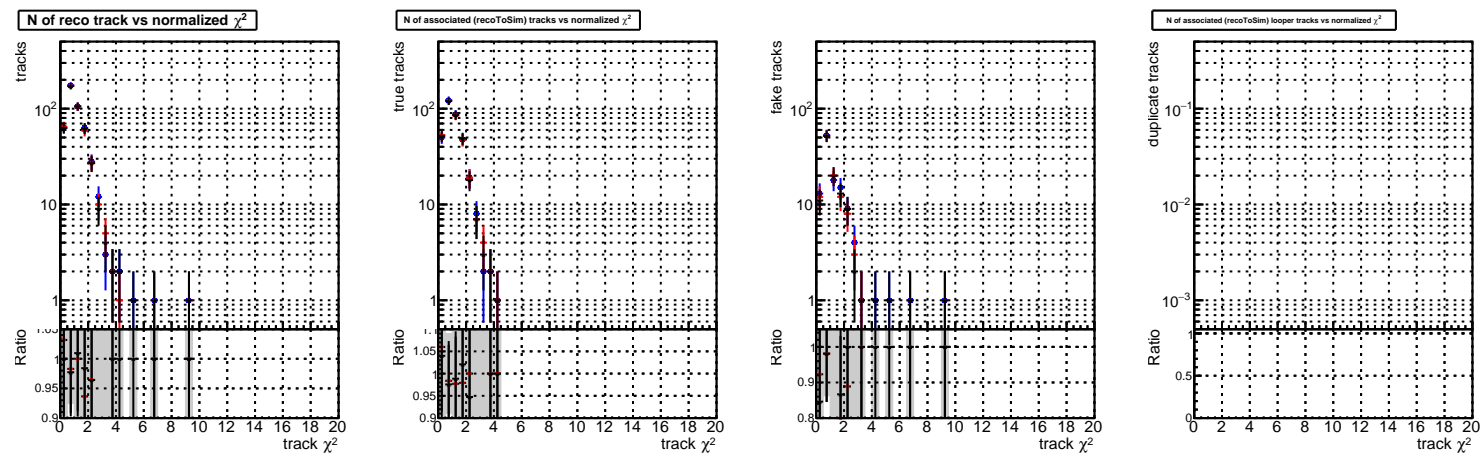 N of reco track vs normalized χ²
tracks
10²
10
1
Ratio
1.05
1
0.95
0.9
0 2 4 6 8 10 12 14 16 18 20
track χ²
N of associated (recoToSim) tracks vs normalized χ²
true tracks
10²
10
1
Ratio
1.1
1.05
1
0.95
0.9
0 2 4 6 8 10 12 14 16 18 20
track χ²
fake tracks
10²
10
1
Ratio
1
0.9
0.8
0 2 4 6 8 10 12 14 16 18 20
track χ²
N of associated (recoToSim) looper tracks vs normalized χ²
duplicate tracks
10⁻¹
10⁻²
10⁻³
Ratio
1
0.5
0
0 2 4 6 8 10 12 14 16 18 20
track χ²